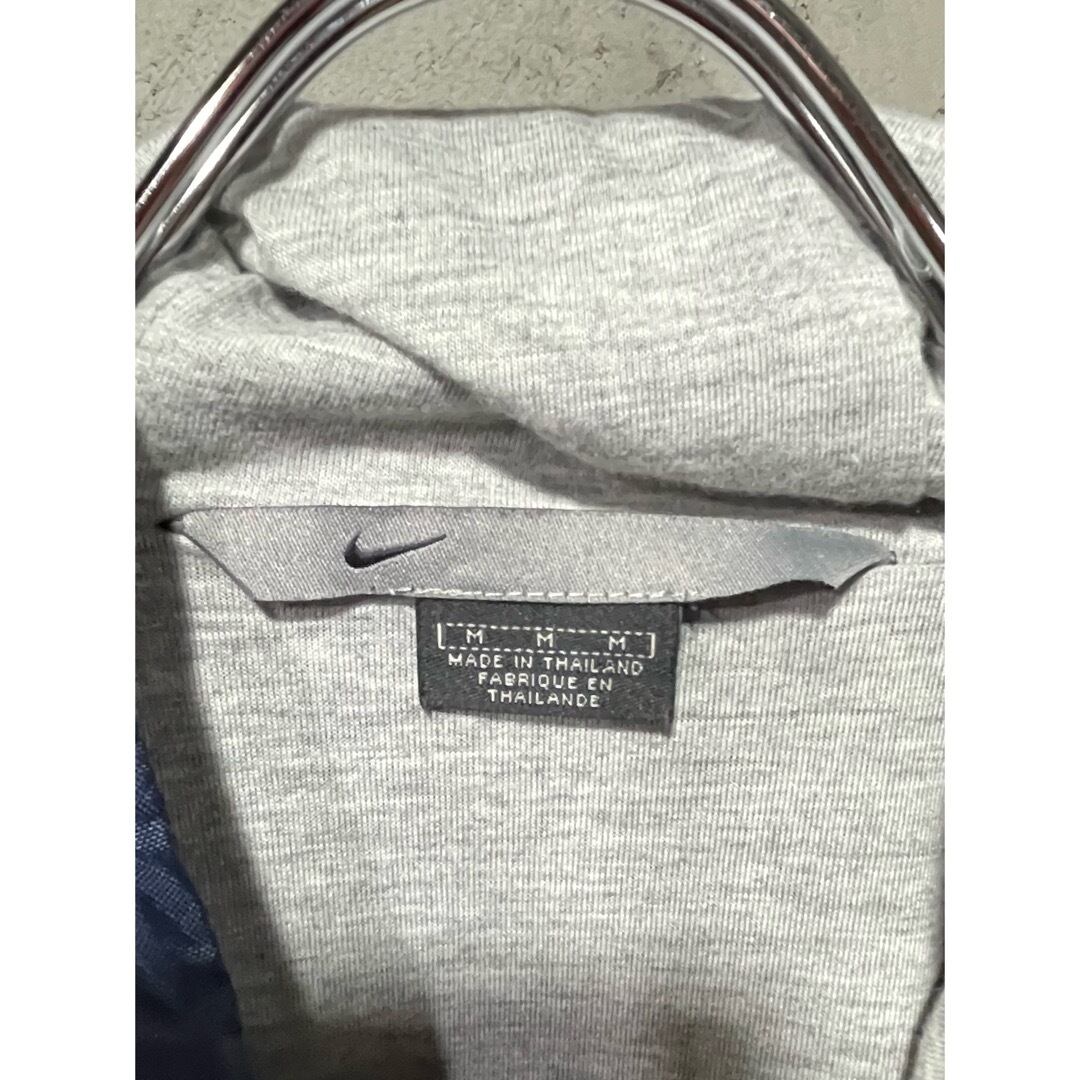 M M M
MADE IN THAILAND
FABRIQUE EN
THAILANDE